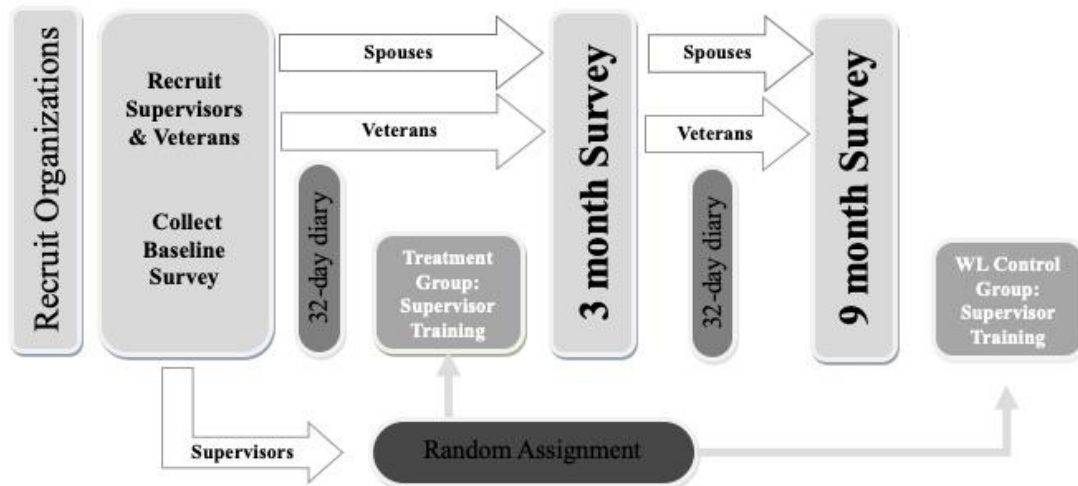 Recruit Organizations
Recruit
Supervisors
& Veterans
Collect
Baseline
Survey
Spouses
Veterans
32-day diary
Treatment
Group:
Supervisor
Training
3 month Survey
Spouses
Veterans
32-day diary
9 month Survey
WL Control
Group:
Supervisor
Training
Supervisors
Random Assignment